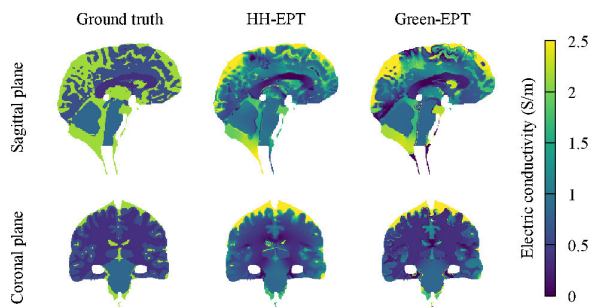 Ground truth
HH-EPT
Green-EPT
Sagittal plane
Coronal plane
2.5
2
1.5
1
0.5
0
Electric conductivity (S/m)